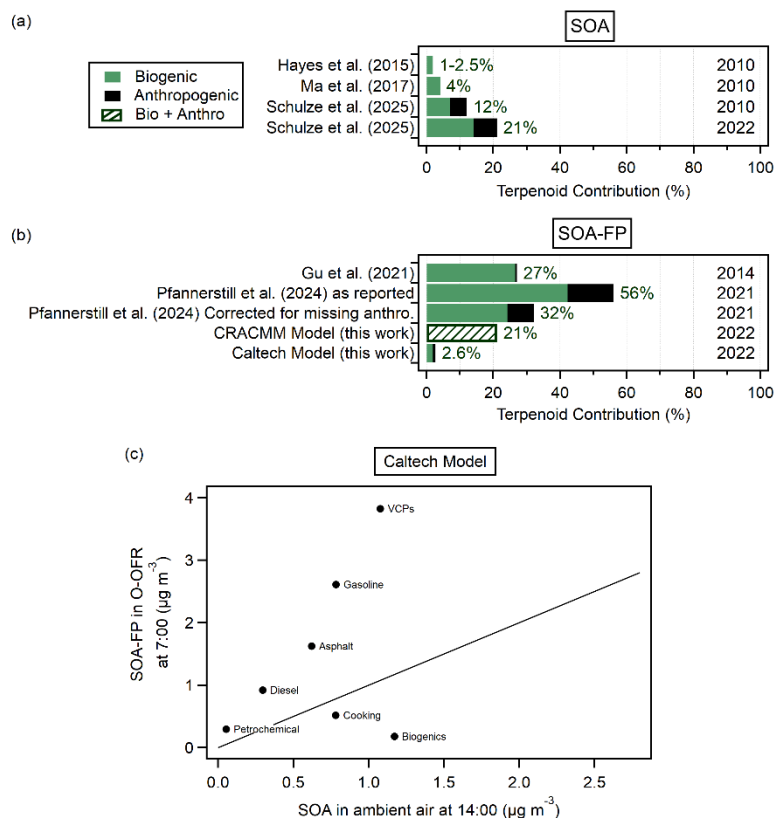 (a)
SOA
Biogenic
Anthropogenic
Bio + Anthro
Hayes et al. (2015) 1-2.5% 2010
Ma et al. (2017) 4% 2010
Schulze et al. (2025) 12% 2010
Schulze et al. (2025) 21% 2022
0 20 40 60 80 100
Terpenoid Contribution (%)
(b)
SOA-FP
Gu et al. (2021) 27% 2014
Pfannerstill et al. (2024) as reported 56% 2021
Pfannerstill et al. (2024) Corrected for missing anthro. 32% 2021
CRACMM Model (this work) 21% 2022
Caltech Model (this work) 2.6% 2022
0 20 40 60 80 100
Terpenoid Contribution (%)
(c)
Caltech Model
SOA-FP in O-OFR
at 7:00 (µg m⁻³)
4
3
2
1
0
VCPs
Gasoline
Asphalt
Diesel
Cooking
Petrochemical
Biogenics
0.0 0.5 1.0 1.5 2.0 2.5
SOA in ambient air at 14:00 (µg m⁻³)